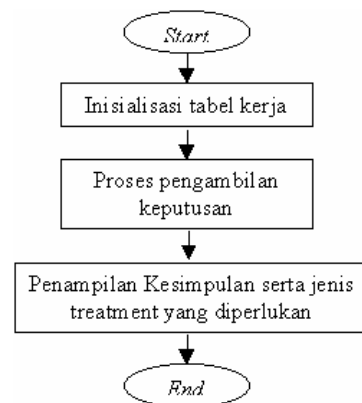 Start
Inisialisasi tabel kerja
Proses pengambilan
keputusan
Penampilan Kesimpulan serta jenis
treatment yang diperlukan
End